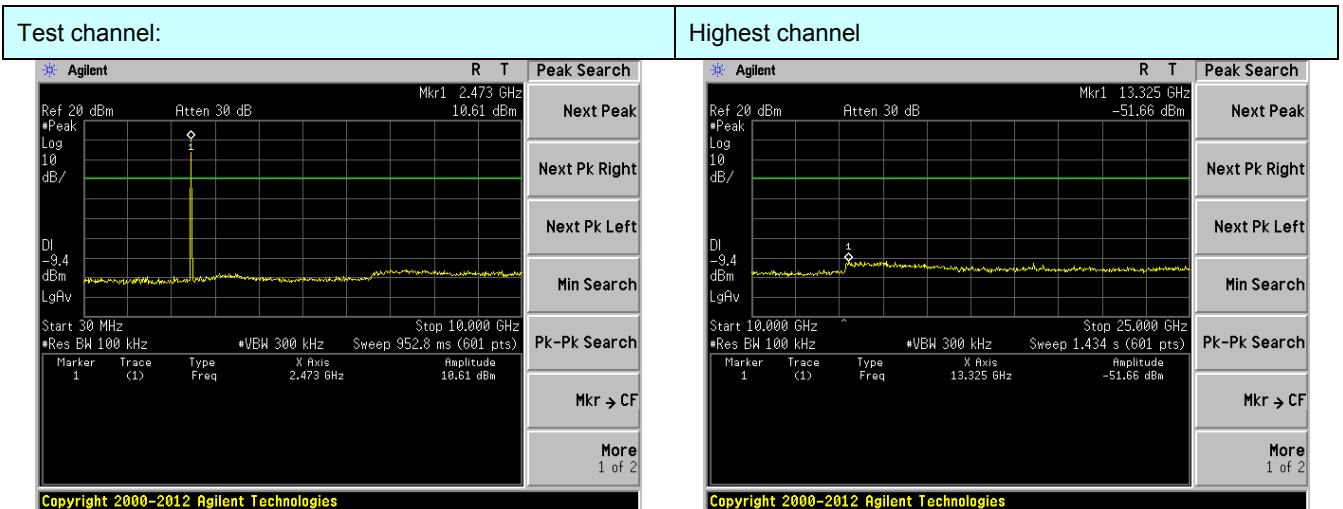 Test channel:
Highest channel
Agilent R T
Peak Search
Mkr1 2.473 GHz
Ref 20 dBm Atten 30 dB 10.61 dBm
#Peak
Log
10
dB/
1
DI
-9.4
dBm
LgAv
Start 30 MHz Stop 10.000 GHz
#Res BW 100 kHz #VBW 300 kHz Sweep 952.8 ms (601 pts)
Marker Trace Type X Axis Amplitude
1 (1) Freq 2.473 GHz 10.61 dBm
Next Peak
Next Pk Right
Next Pk Left
Min Search
Pk-Pk Search
Mkr → CF
More
1 of 2
Copyright 2000-2012 Agilent Technologies
Agilent R T
Peak Search
Mkr1 13.325 GHz
Ref 20 dBm Atten 30 dB -51.66 dBm
#Peak
Log
10
dB/
1
DI
-9.4
dBm
LgAv
Start 10.000 GHz ^ Stop 25.000 GHz
#Res BW 100 kHz #VBW 300 kHz Sweep 1.434 s (601 pts)
Marker Trace Type X Axis Amplitude
1 (1) Freq 13.325 GHz -51.66 dBm
Next Peak
Next Pk Right
Next Pk Left
Min Search
Pk-Pk Search
Mkr → CF
More
1 of 2
Copyright 2000-2012 Agilent Technologies